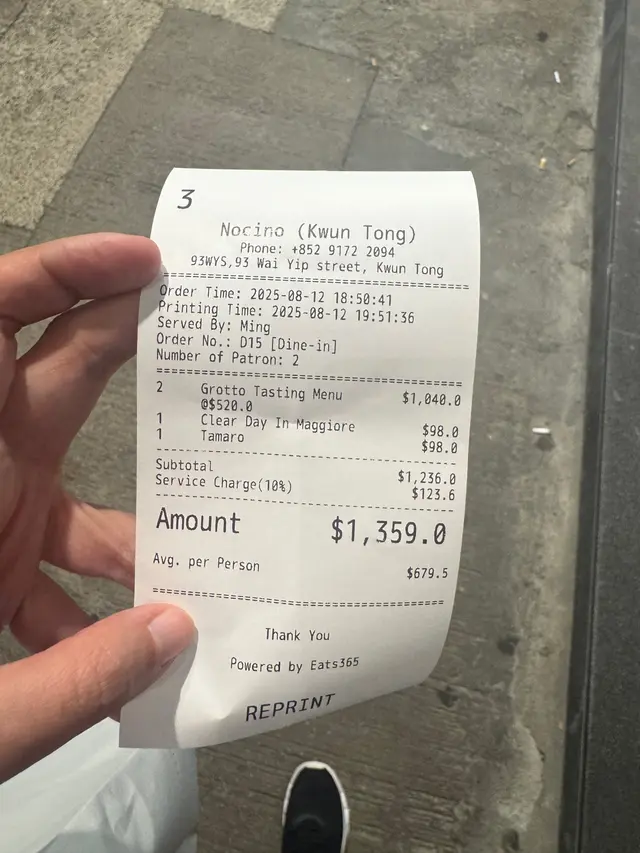 3
Nocino (Kwun Tong)
Phone: +852 9172 2094
93WYS,93 Wai Yip street, Kwun Tong
Order Time: 2025-08-12 18:50:41
Printing Time: 2025-08-12 19:51:36
Served By: Ming
Order No.: D15 [Dine-in]
Number of Patron: 2
2 Grotto Tasting Menu $1,040.0
@$520.0
1 Clear Day In Maggiore $98.0
1 Tamaro $98.0
Subtotal $1,236.0
Service Charge(10%) $123.6
Amount $1,359.0
Avg. per Person $679.5
Thank You
Powered by Eats365
REPRINT